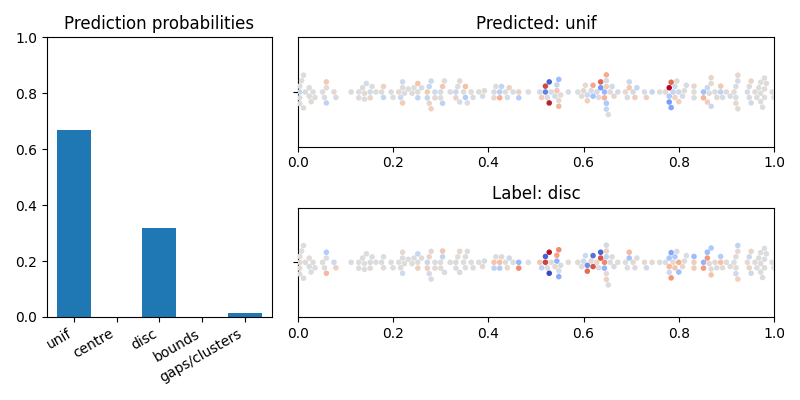 Prediction probabilities
1.0
0.8
0.6
0.4
0.2
0.0
unif
centre
disc
bounds
gaps/clusters
Predicted: unif
0.0 0.2 0.4 0.6 0.8 1.0
Label: disc
0.0 0.2 0.4 0.6 0.8 1.0